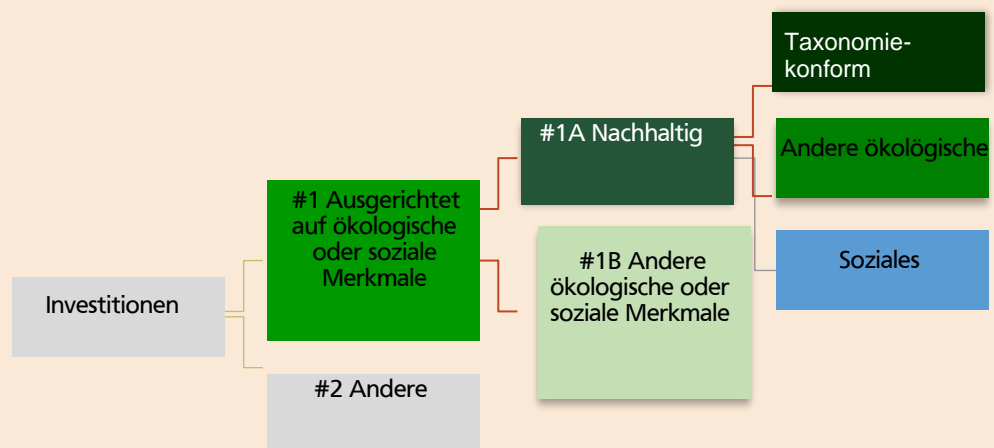 Investitionen
#1 Ausgerichtet
auf ökologische
oder soziale
Merkmale
#2 Andere
#1A Nachhaltig
#1B Andere
ökologische oder
soziale Merkmale
Taxonomie-
konform
Andere ökölogische
Soziales